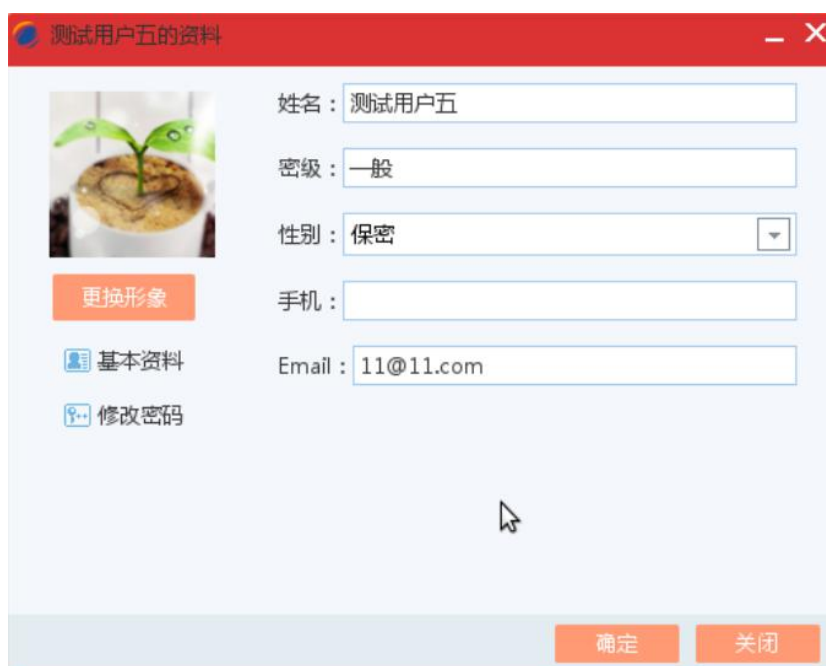 测试用户五的资料
姓名：测试用户五
密级：一般
性别：保密
更换形象
手机：
基本资料
Email：11@11.com
修改密码
确定 关闭